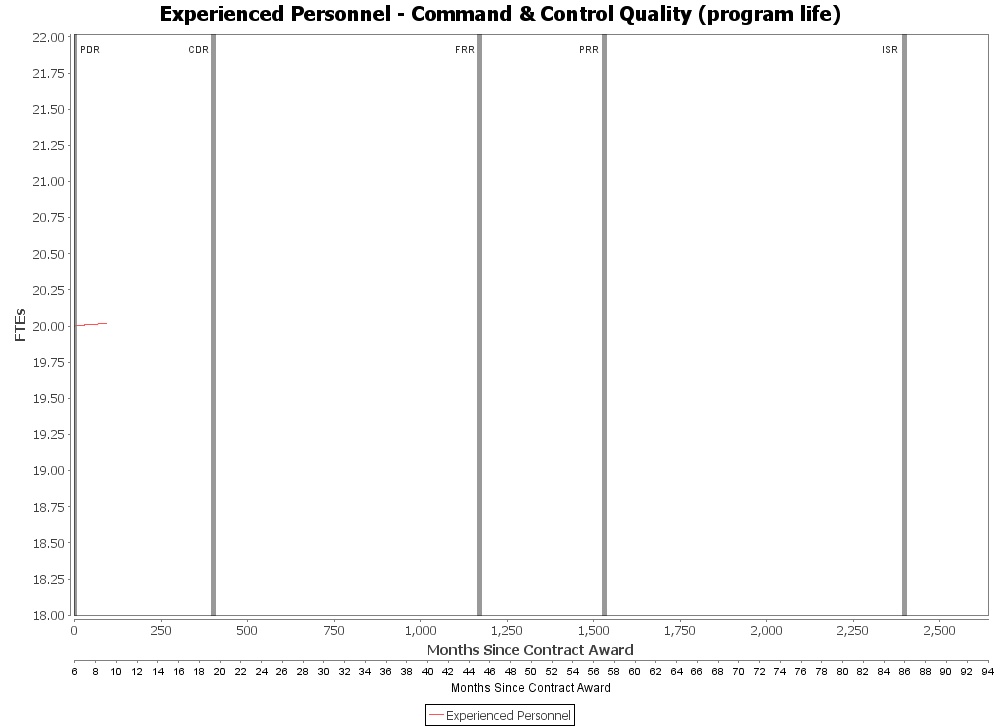 Experienced Personnel - Command & Control Quality (program life)
22.00
21.75
21.50
21.25
21.00
20.75
20.50
20.25
20.00
19.75
19.50
19.25
19.00
18.75
18.50
18.25
18.00
FTEs
PDR CDR FRR PRR ISR
0 250 500 750 1,000 1,250 1,500 1,750 2,000 2,250 2,500
Months Since Contract Award
6 8 10 12 14 16 18 20 22 24 26 28 30 32 34 36 38 40 42 44 46 48 50 52 54 56 58 60 62 64 66 68 70 72 74 76 78 80 82 84 86 88 90 92 94
Months Since Contract Award
Experienced Personnel